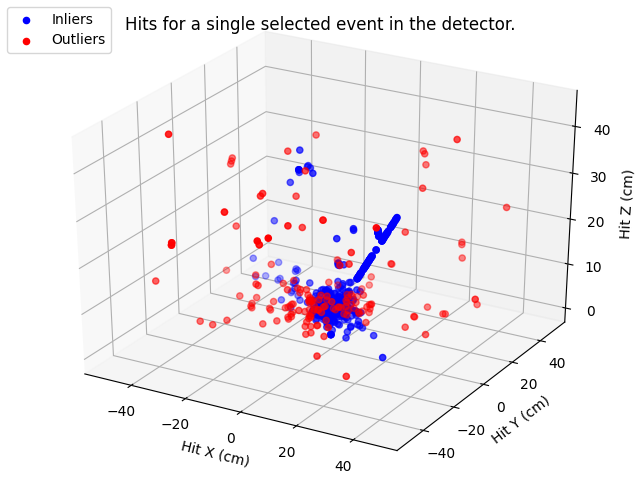 Hits for a single selected event in the detector.
Inliers
Outliers
−40
−20
0
20
40
Hit X (cm)
−40
−20
0
20
40
Hit Y (cm)
0
10
20
30
40
Hit Z (cm)